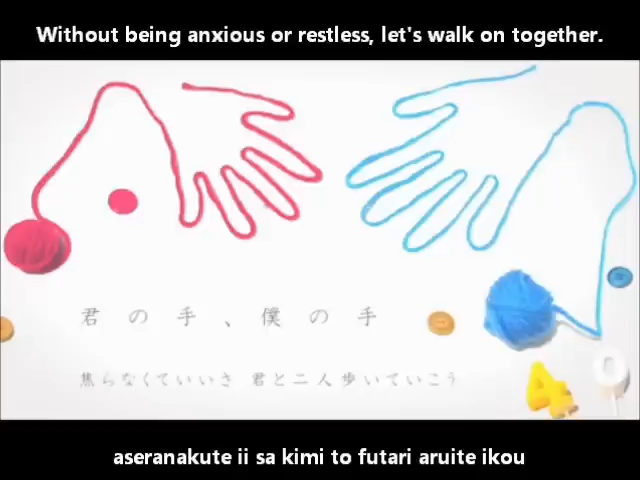 Without being anxious or restless, let's walk on together.
君の手、僕の手
焦らなくていいさ 君と二人歩いていこう
4 0
aseranakute ii sa kimi to futari aruite ikou